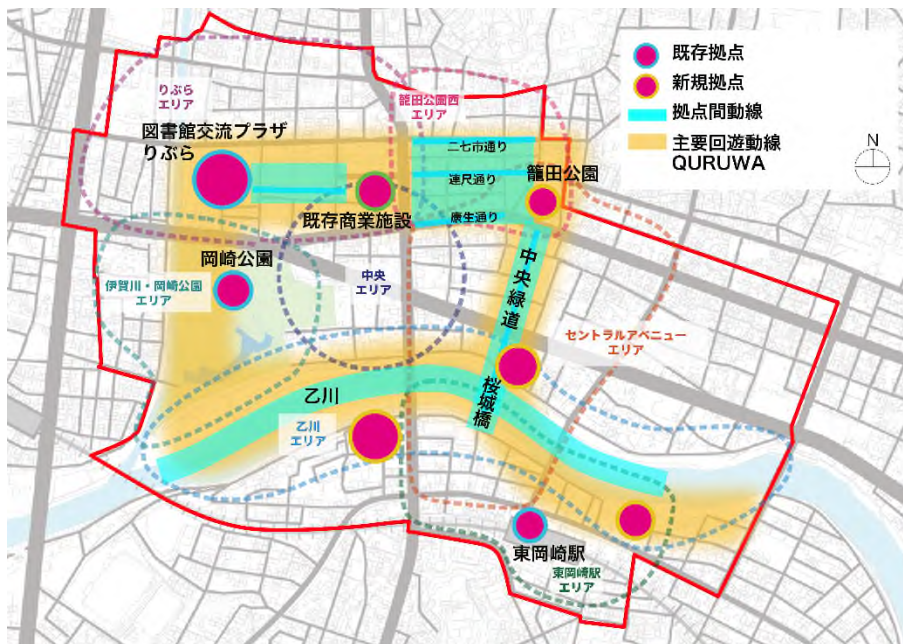 既存拠点
新規拠点
拠点間動線
主要回遊動線
QURUWA
N
りぶら
エリア
籠田公園西
エリア
図書館交流プラザ
りぶら
二七市通り
連尺通り
康生通り
籠田公園
既存商業施設
岡崎公園
伊賀川・岡崎公園
エリア
中央
エリア
中央緑道
セントラルアベニュー
エリア
桜城橋
乙川
乙川
エリア
東岡崎駅
東岡崎駅
エリア